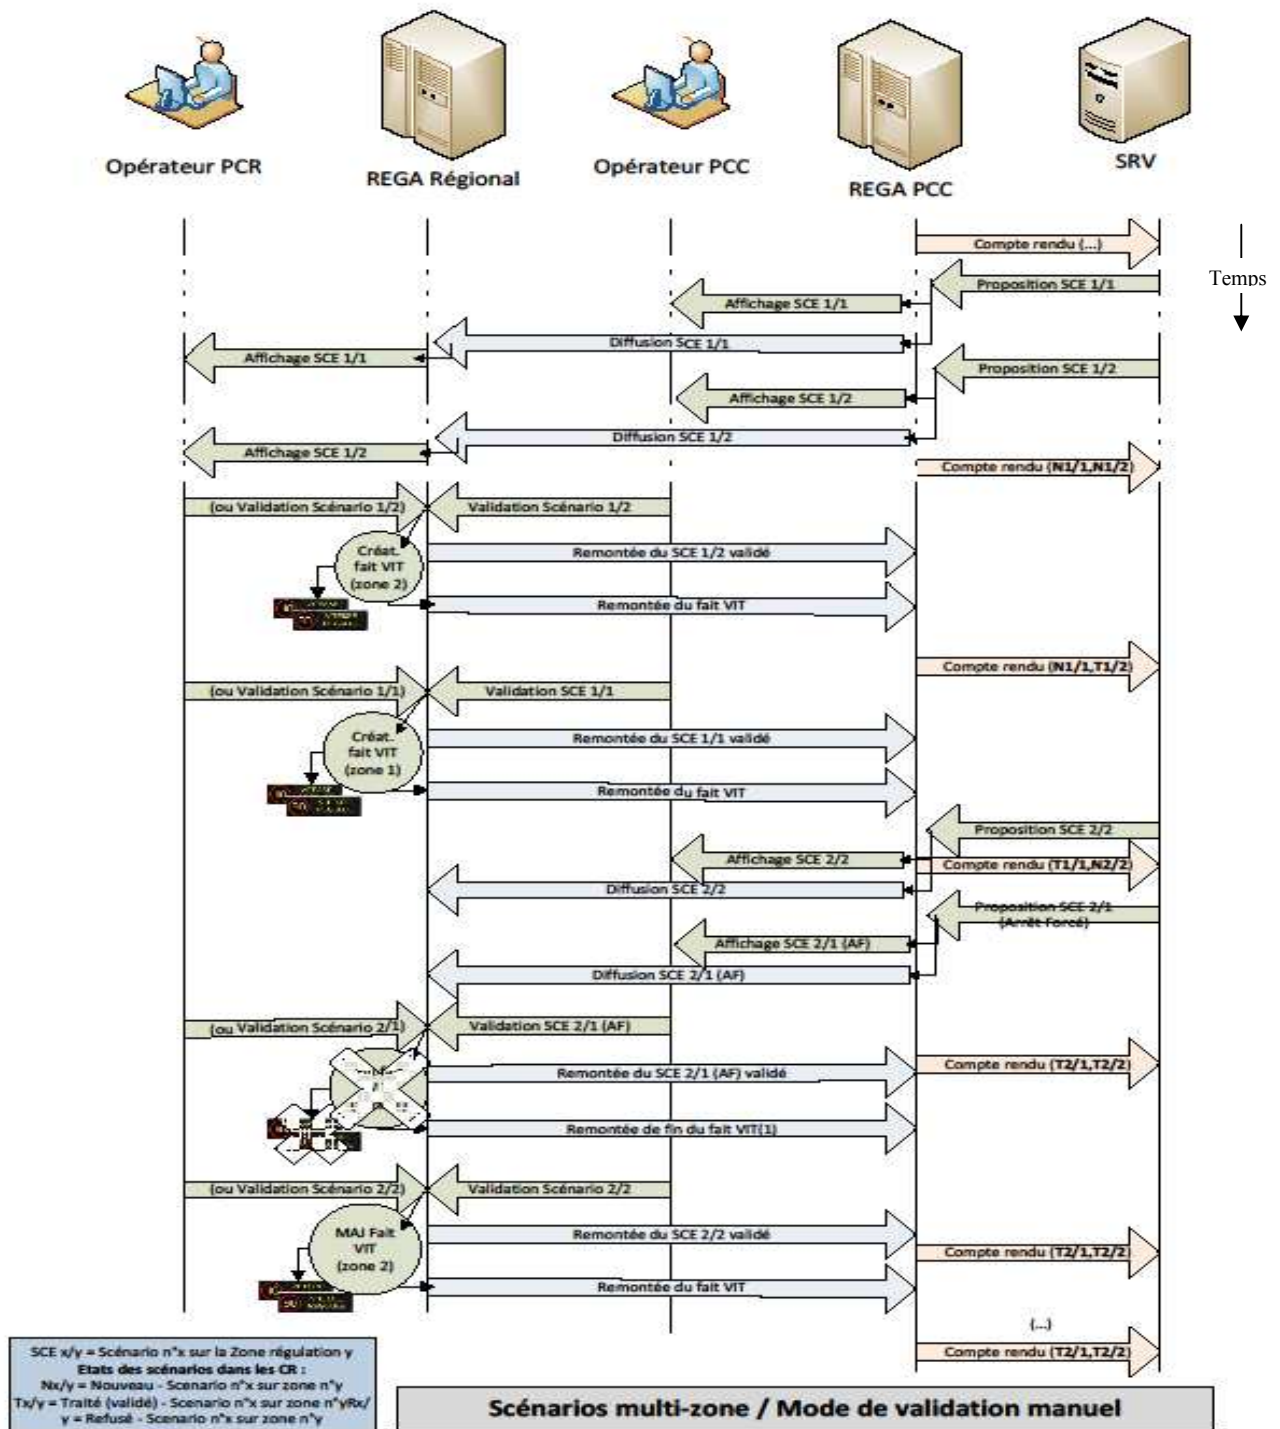 Opérateur PCR
REGA Régional
Opérateur PCC
REGA PCC
SRV
Temps
Compte rendu (...)
Proposition SCE 1/1
Affichage SCE 1/1
Diffusion SCE 1/1
Affichage SCE 1/1
Proposition SCE 1/2
Affichage SCE 1/2
Diffusion SCE 1/2
Affichage SCE 1/2
Compte rendu (N1/1,N1/2)
(ou Validation Scénario 1/2)
Validation Scénario 1/2
Créat.
fait VIT
(zone 2)
Remontée du SCE 1/2 validé
Remontée du fait VIT
Compte rendu (N1/1,T1/2)
(ou Validation Scénario 1/1)
Validation SCE 1/1
Créat.
fait VIT
(zone 1)
Remontée du SCE 1/1 validé
Remontée du fait VIT
Proposition SCE 2/2
Affichage SCE 2/2
Compte rendu (T1/1,N2/2)
Diffusion SCE 2/2
Proposition SCE 2/1
(Arrêt Forcé)
Affichage SCE 2/1 (AF)
Diffusion SCE 2/1 (AF)
(ou Validation Scénario 2/1)
Validation SCE 2/1 (AF)
Remontée du SCE 2/1 (AF) validé
Compte rendu (T2/1,T2/2)
Remontée de fin du fait VIT(1)
(ou Validation Scénario 2/2)
Validation Scénario 2/2
MAJ Fait
VIT
(zone 2)
Remontée du SCE 2/2 validé
Compte rendu (T2/1,T2/2)
Remontée du fait VIT
(...)
Compte rendu (T2/1,T2/2)
SCE x/y = Scénario n°x sur la Zone régulation y
Etats des scénarios dans les CR :
Nx/y = Nouveau - Scenario n°x sur zone n°y
Tx/y = Traité (validé) - Scenario n°x sur zone n°yRx/
y = Refusé - Scenario n°x sur zone n°y
Scénarios multi-zone / Mode de validation manuel